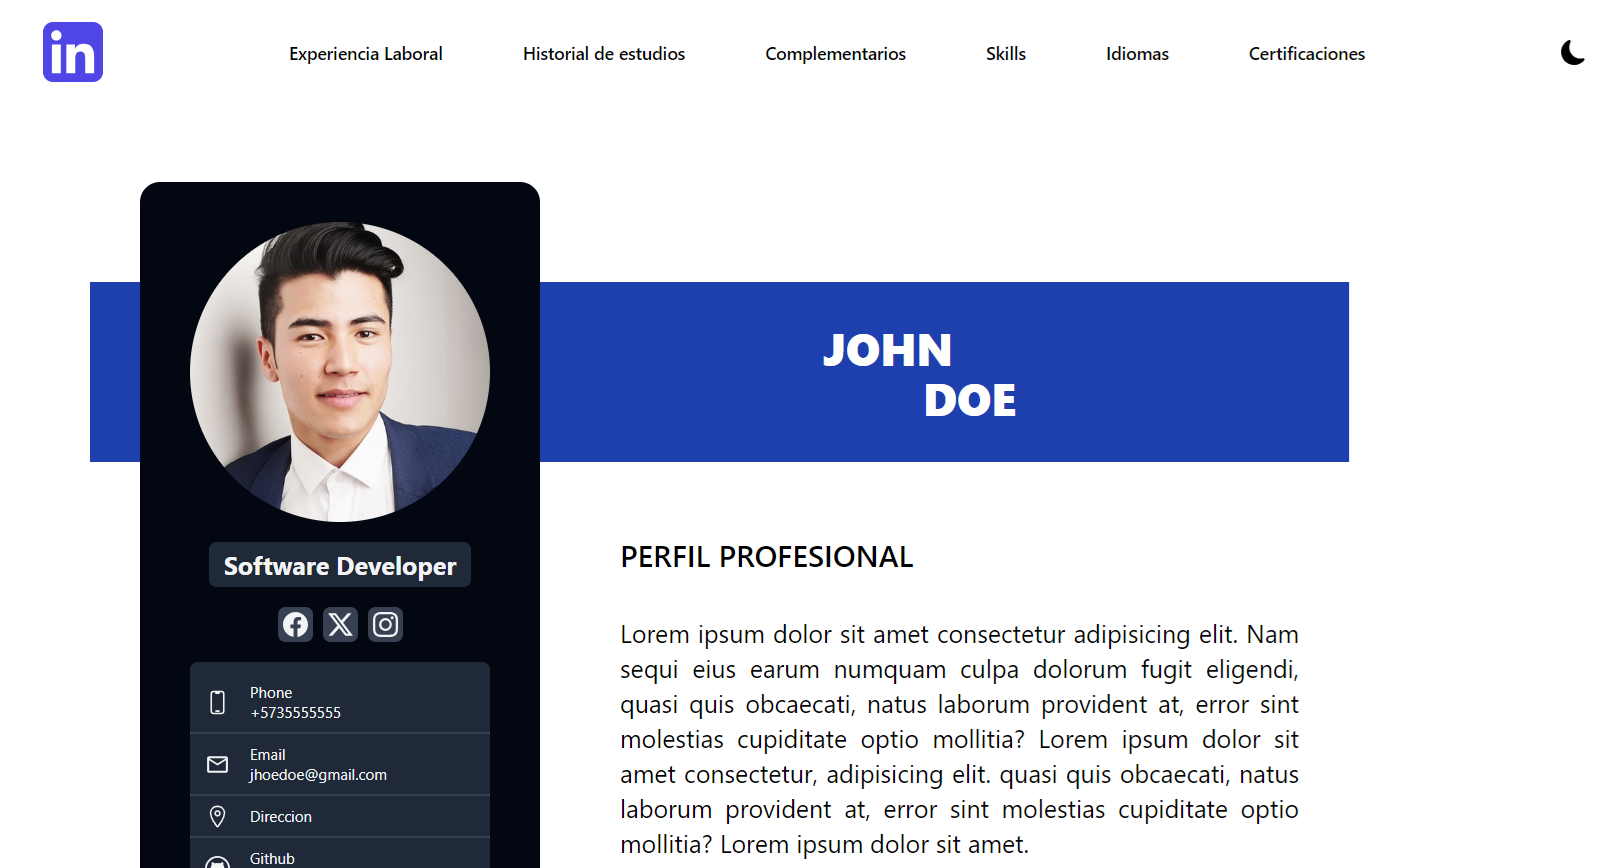 in
Experiencia Laboral
Historial de estudios
Complementarios
Skills
Idiomas
Certificaciones
JOHN
DOE
Software Developer
Phone
+5735555555
Email
jhoedoe@gmail.com
Direccion
Github
PERFIL PROFESIONAL
Lorem ipsum dolor sit amet consectetur adipisicing elit. Nam
sequi eius earum numquam culpa dolorum fugit eligendi,
quasi quis obcaecati, natus laborum provident at, error sint
molestias cupiditate optio mollitia? Lorem ipsum dolor sit
amet consectetur, adipisicing elit. quasi quis obcaecati, natus
laborum provident at, error sint molestias cupiditate optio
mollitia? Lorem ipsum dolor sit amet.